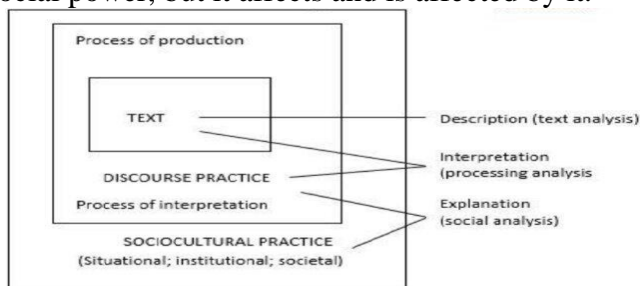 ocial power, but it affects and is affected by it.
Process of production
TEXT
Description (text analysis)
Interpretation
(processing analysis
DISCOURSE PRACTICE
Process of interpretation
Explanation
(social analysis)
SOCIOCULTURAL PRACTICE
(Situational; institutional; societal)